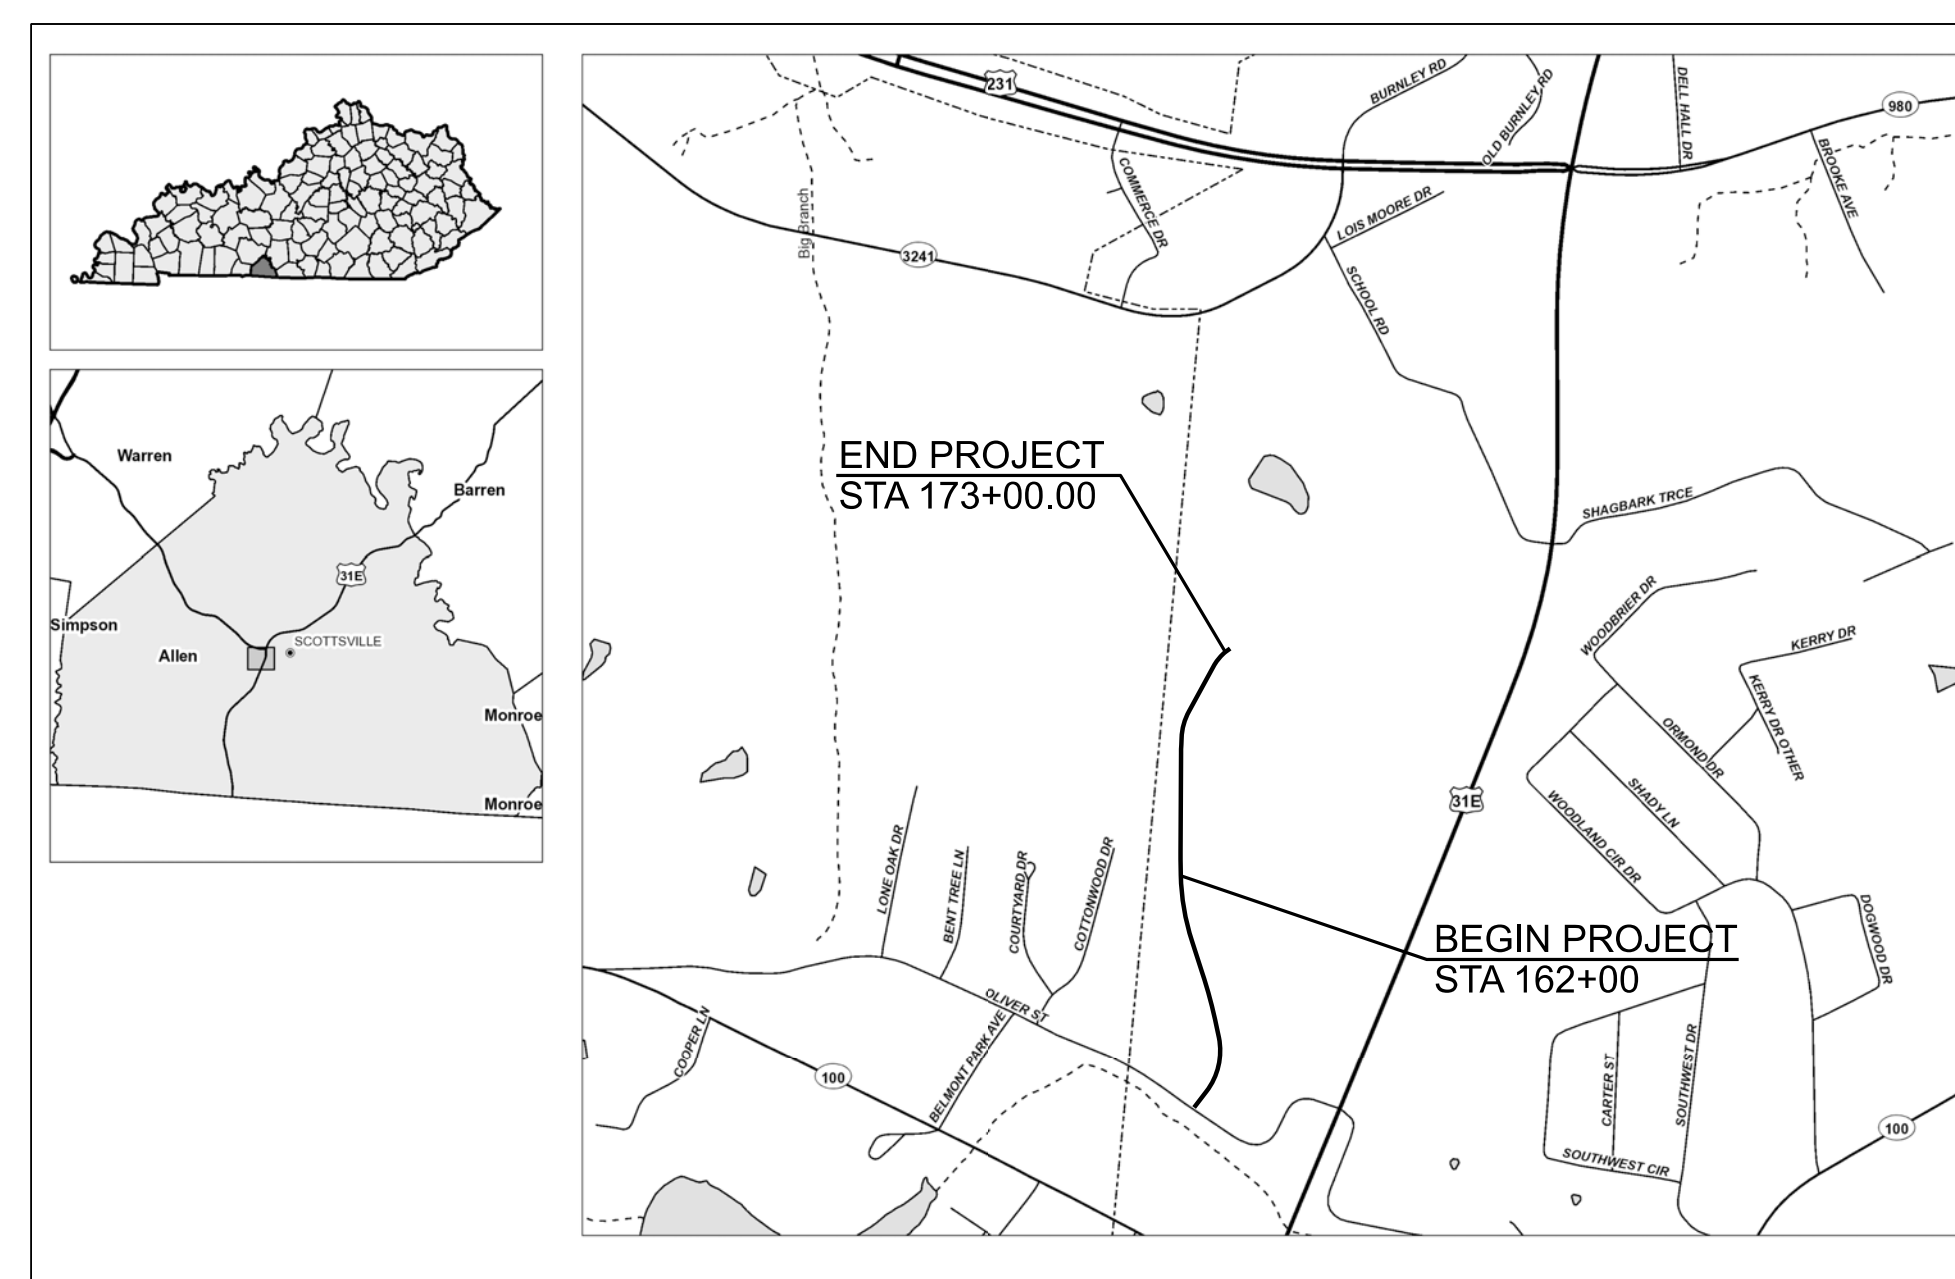 Warren
Barren
31E
Simpson
SCOTTSVILLE
Allen
Monroe
Monroe
231
BURNLEY RD
OLD BURNLEY RD
DELL HALL DR
980
BROOKE AVE
COMMERCE DR
Big Branch
LOIS MOORE DR
3241
SCHOOL RD
END PROJECT
STA 173+00.00
SHAGBARK TRCE
WOODBRIER DR
KERRY DR
KERRY DR OTHER
ORMOND DR
31E
SHADY LN
WOODLAND CIR DR
LONE OAK DR
BENT TREE LN
COURTYARD DR
COTTONWOOD DR
BEGIN PROJECT
STA 162+00
DOGWOOD DR
OLIVER ST
COOPER LN
BELMONT PARK AVE
100
CARTER ST
SOUTHWEST DR
100
SOUTHWEST CIR